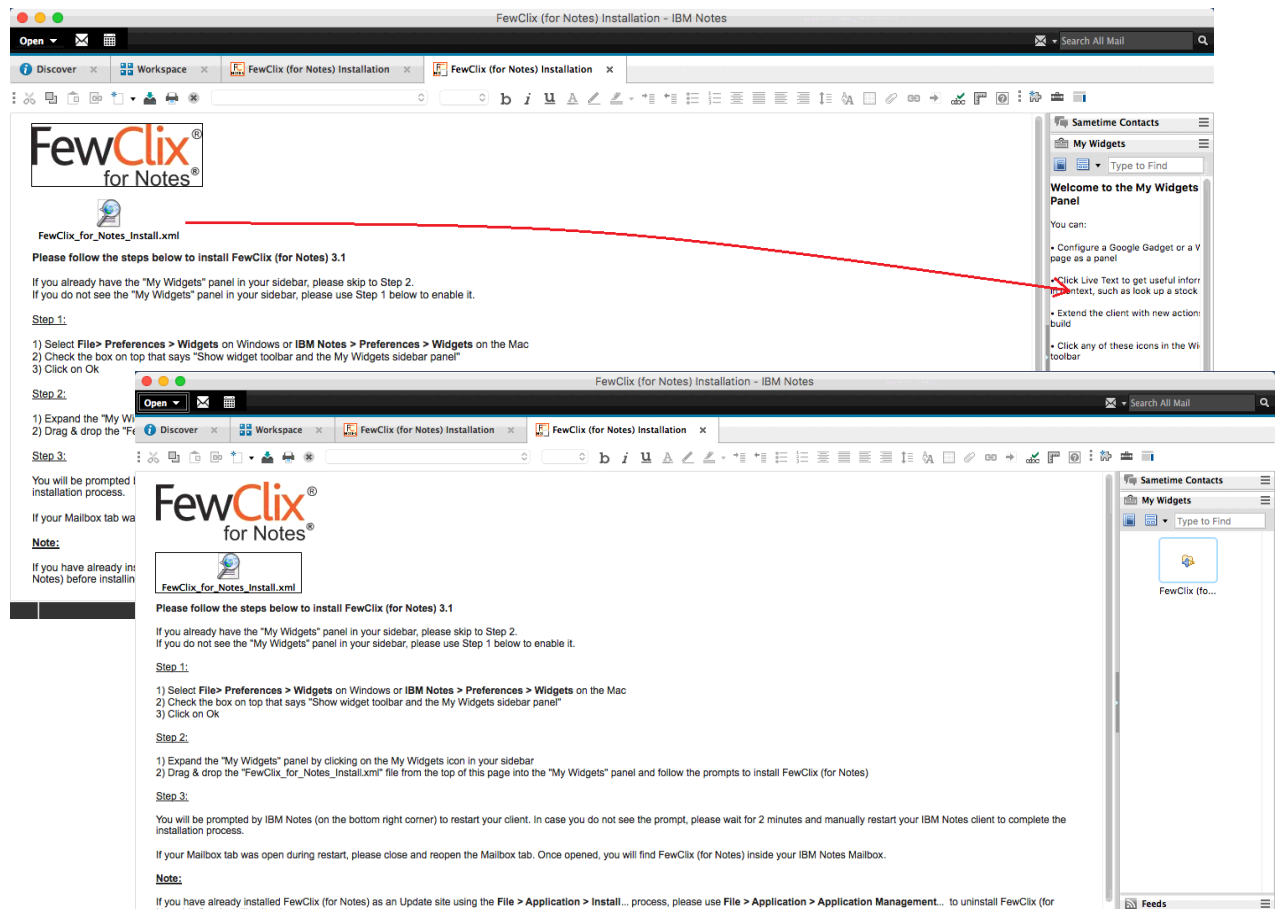 FewClix (for Notes) Installation - IBM Notes
Open
Search All Mail
Discover × Workspace × FewClix (for Notes) Installation × FewClix (for Notes) Installation ×
b i u A
abc
FewClix®
for Notes®
FewClix_for_Notes_Install.xml
Please follow the steps below to install FewClix (for Notes) 3.1
If you already have the "My Widgets" panel in your sidebar, please skip to Step 2.
If you do not see the "My Widgets" panel in your sidebar, please use Step 1 below to enable it.
Step 1:
1) Select File> Preferences > Widgets on Windows or IBM Notes > Preferences > Widgets on the Mac
2) Check the box on top that says "Show widget toolbar and the My Widgets sidebar panel"
3) Click on Ok
Step 2:
1) Expand the "My Wi
2) Drag & drop the "Fe
Step 3:
You will be prompted
installation process.
If your Mailbox tab wa
Note:
If you have already ins
Notes) before installin
Sametime Contacts
My Widgets
Type to Find
Welcome to the My Widgets
Panel
You can:
• Configure a Google Gadget or a W
page as a panel
• Click Live Text to get useful inforr
in context, such as look up a stock
• Extend the client with new actions
build
• Click any of these icons in the Wi
toolbar
FewClix (for Notes) Installation - IBM Notes
Open
Search All Mail
Discover × Workspace × FewClix (for Notes) Installation × FewClix (for Notes) Installation ×
b i u A
abc
FewClix®
for Notes®
FewClix_for_Notes_Install.xml
Please follow the steps below to install FewClix (for Notes) 3.1
If you already have the "My Widgets" panel in your sidebar, please skip to Step 2.
If you do not see the "My Widgets" panel in your sidebar, please use Step 1 below to enable it.
Step 1:
1) Select File> Preferences > Widgets on Windows or IBM Notes > Preferences > Widgets on the Mac
2) Check the box on top that says "Show widget toolbar and the My Widgets sidebar panel"
3) Click on Ok
Step 2:
1) Expand the "My Widgets" panel by clicking on the My Widgets icon in your sidebar
2) Drag & drop the "FewClix_for_Notes_Install.xml" file from the top of this page into the "My Widgets" panel and follow the prompts to install FewClix (for Notes)
Step 3:
You will be prompted by IBM Notes (on the bottom right corner) to restart your client. In case you do not see the prompt, please wait for 2 minutes and manually restart your IBM Notes client to complete the
installation process.
If your Mailbox tab was open during restart, please close and reopen the Mailbox tab. Once opened, you will find FewClix (for Notes) inside your IBM Notes Mailbox.
Note:
If you have already installed FewClix (for Notes) as an Update site using the File > Application > Install... process, please use File > Application > Application Management... to uninstall FewClix (for
Sametime Contacts
My Widgets
Type to Find
FewClix (fo...
Feeds